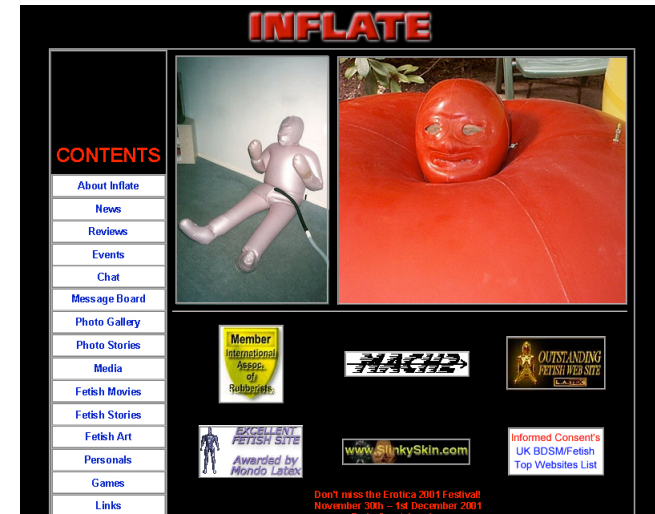 INFLATE
CONTENTS
About Inflate
News
Reviews
Events
Chat
Message Board
Photo Gallery
Photo Stories
Media
Fetish Movies
Fetish Stories
Fetish Art
Personals
Games
Links
Member
International
Assoc.
of
Rubberists
MACH2
OUTSTANDING
FETISH WEB SITE
L.A.T.E.X.
EXCELLENT
FETISH SITE
Awarded by
Mondo Latex
www.SlinkySkin.com
Informed Consent's
UK BDSM/Fetish
Top Websites List
Don't miss the Erotica 2001 Festival!
November 30th ~ 1st December 2001